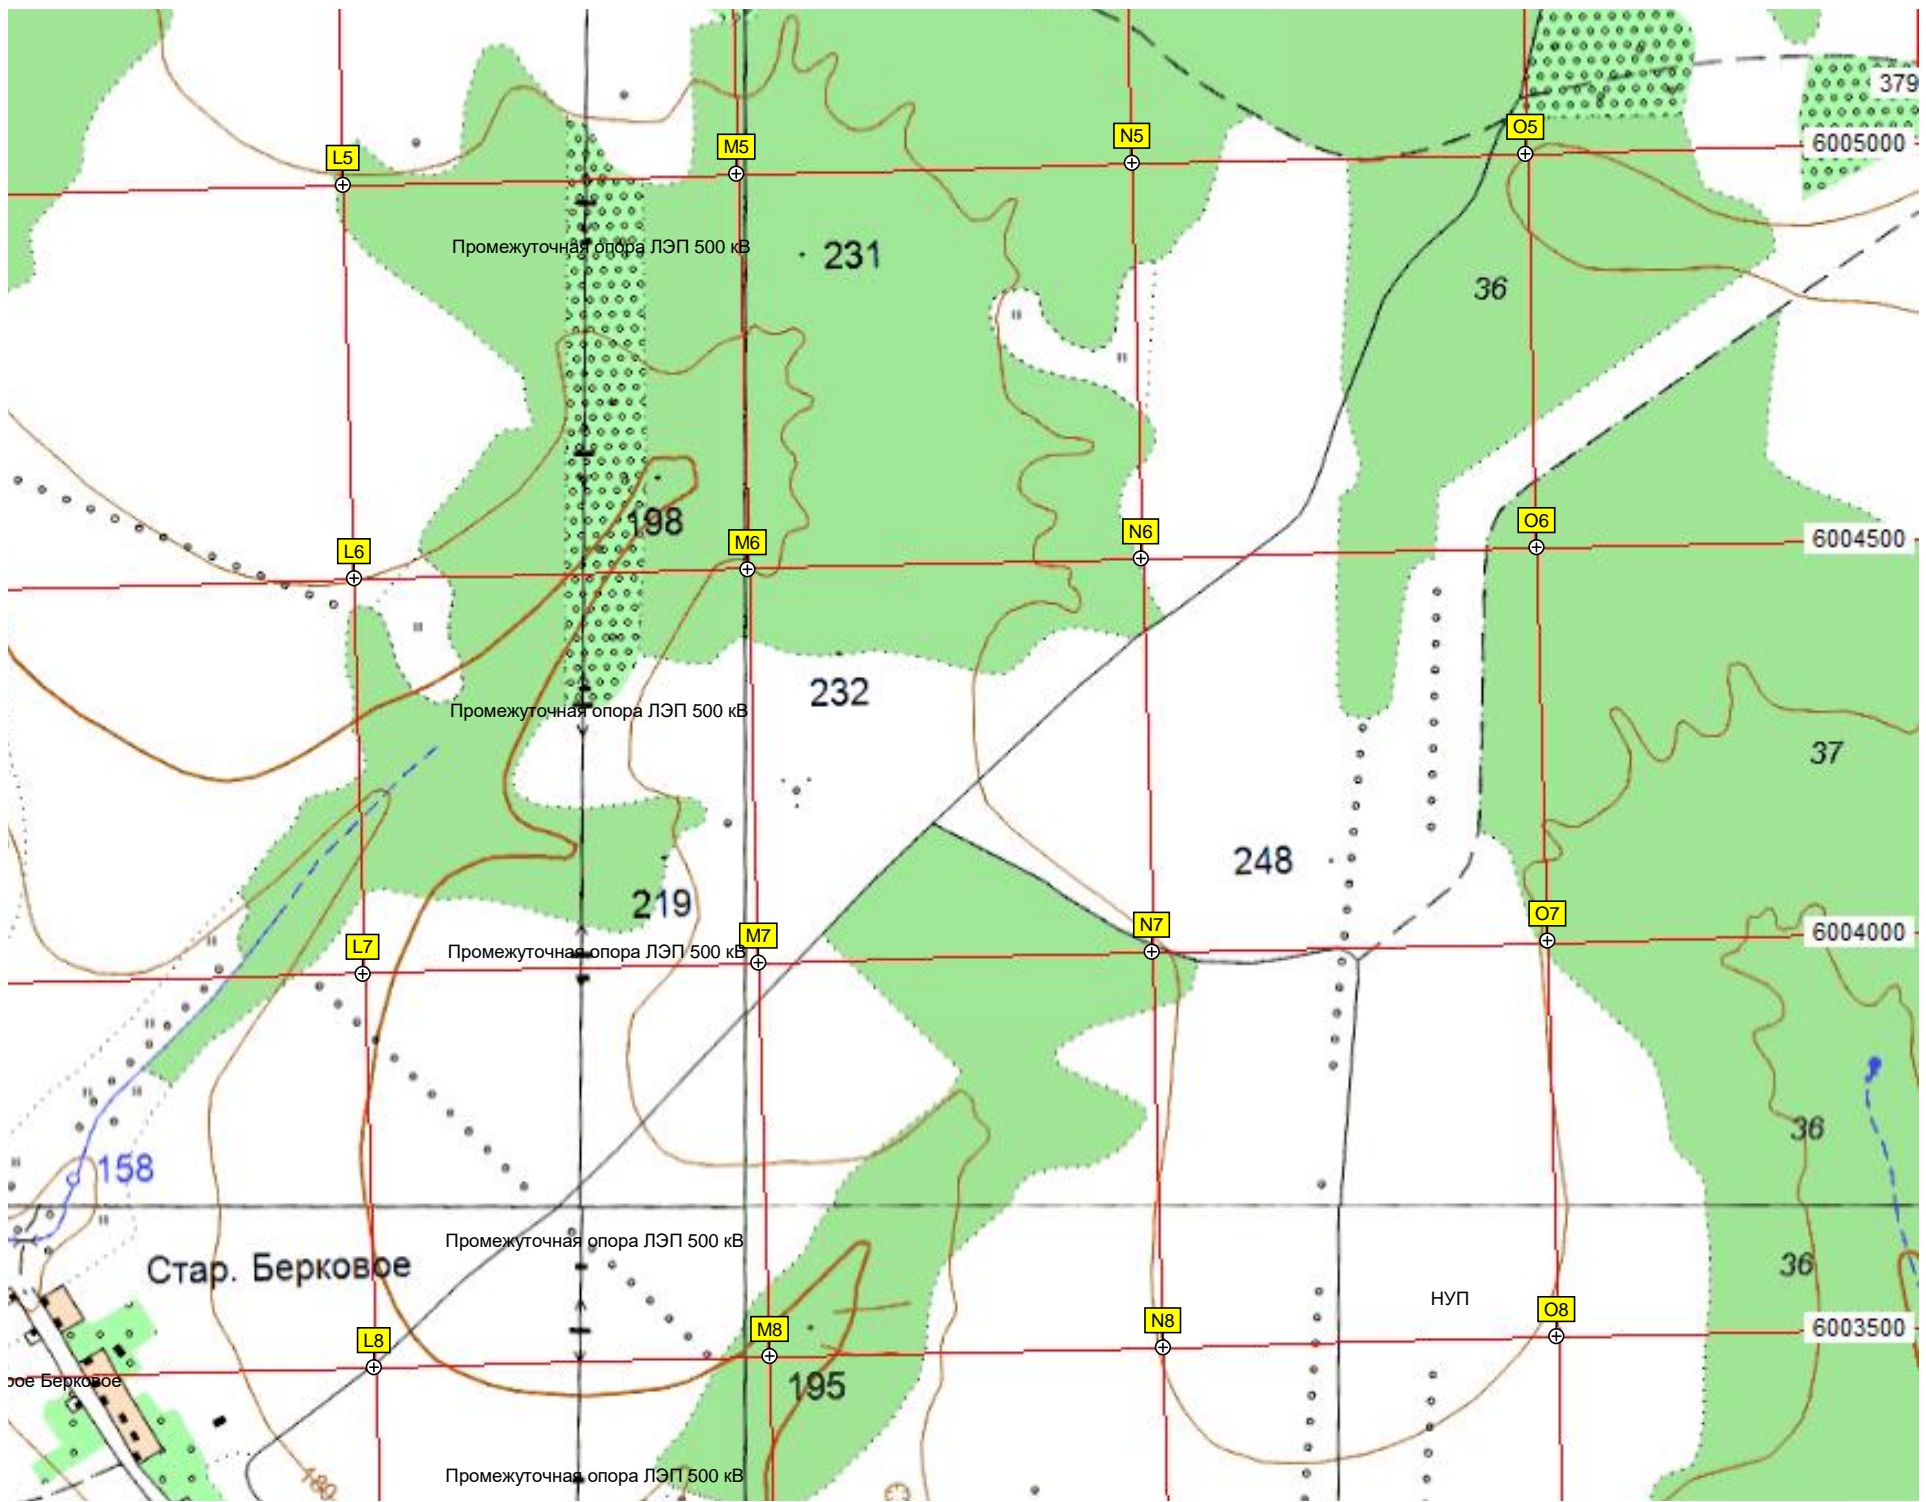 379
O5
N5
6005000
M5
L5
Промежуточная опора ЛЭП 500 кВ
231
36
198
O6
N6
6004500
M6
L6
232
Промежуточная опора ЛЭП 500 кВ
37
248
219
O7
N7
6004000
M7
L7
Промежуточная опора ЛЭП 500 кВ
36
158
Промежуточная опора ЛЭП 500 кВ
Стар. Берковое
36
НУП
O8
N8
6003500
M8
L8
рое Берковое
195
Промежуточная опора ЛЭП 500 кВ
180